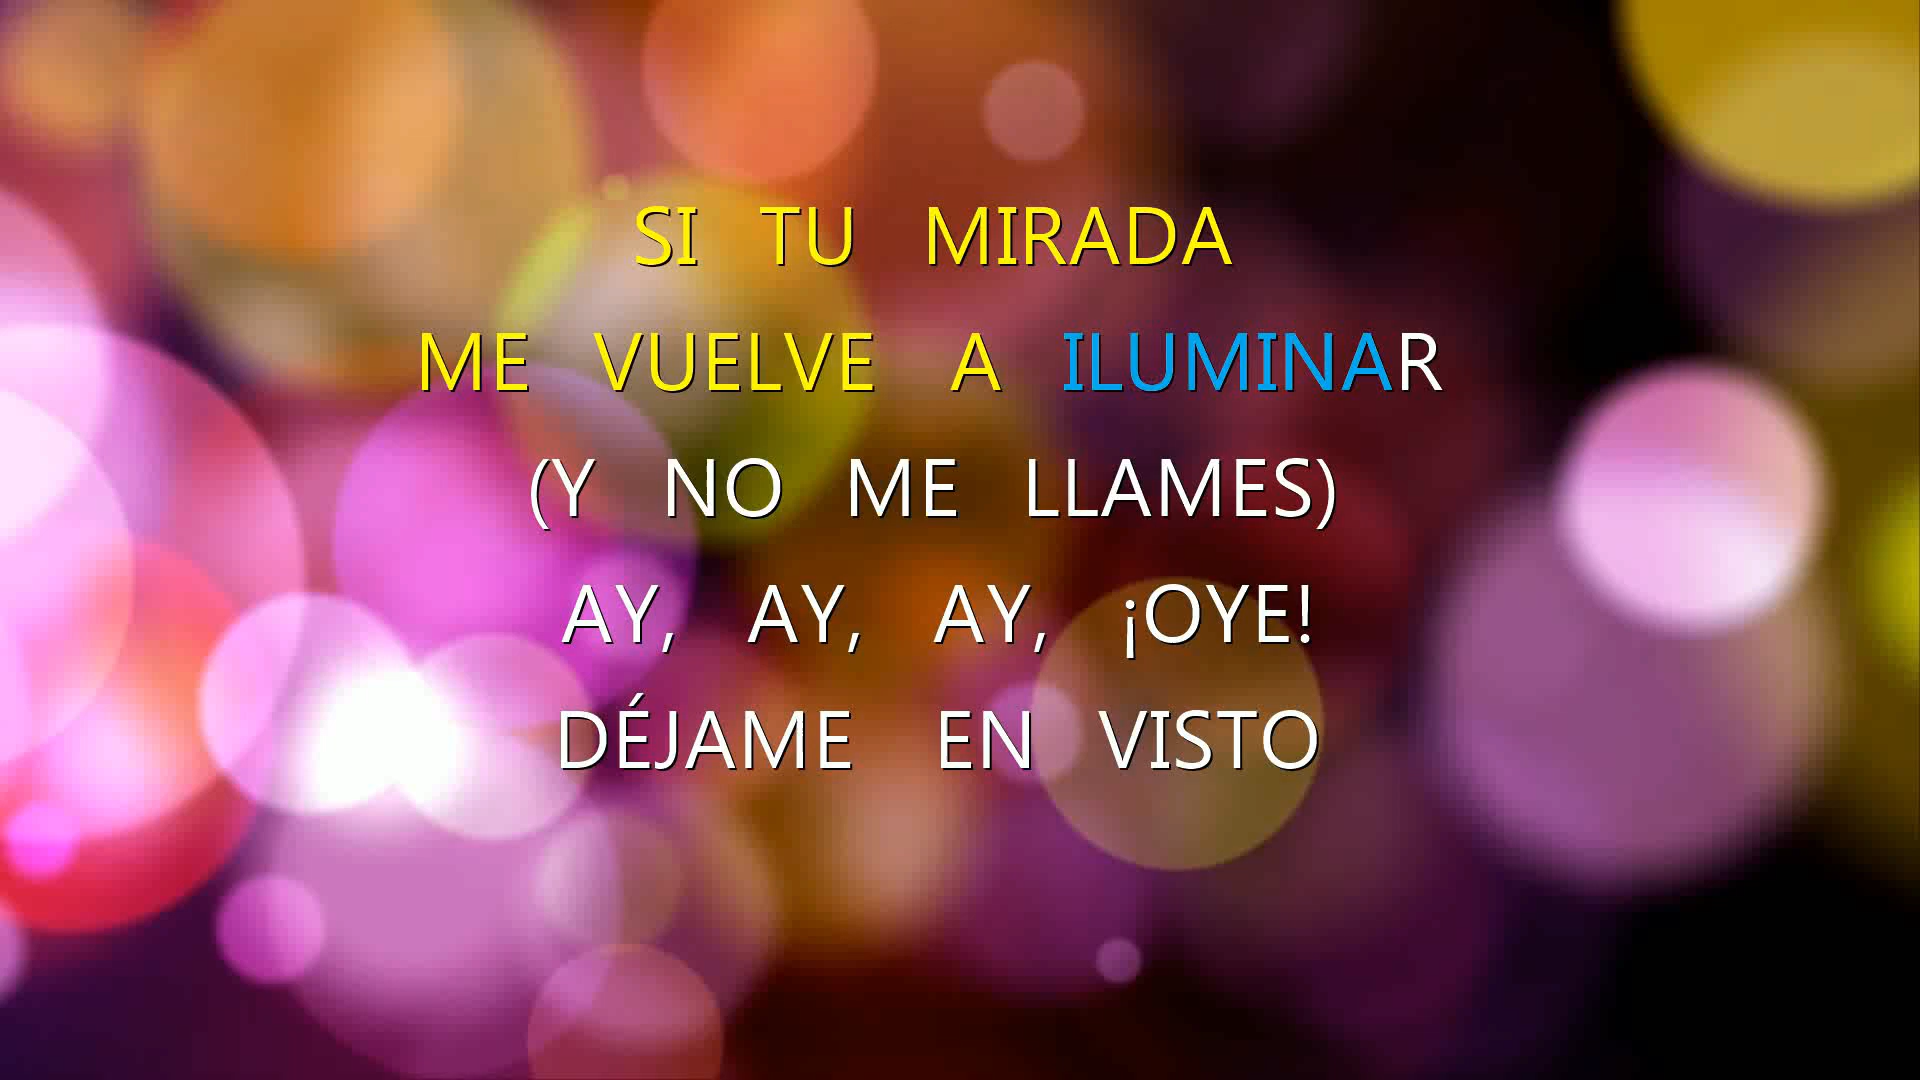 SI TU MIRADA
ME VUELVE A ILUMINAR
(Y NO ME LLAMES)
AY, AY, AY, ¡OYE!
DÉJAME EN VISTO